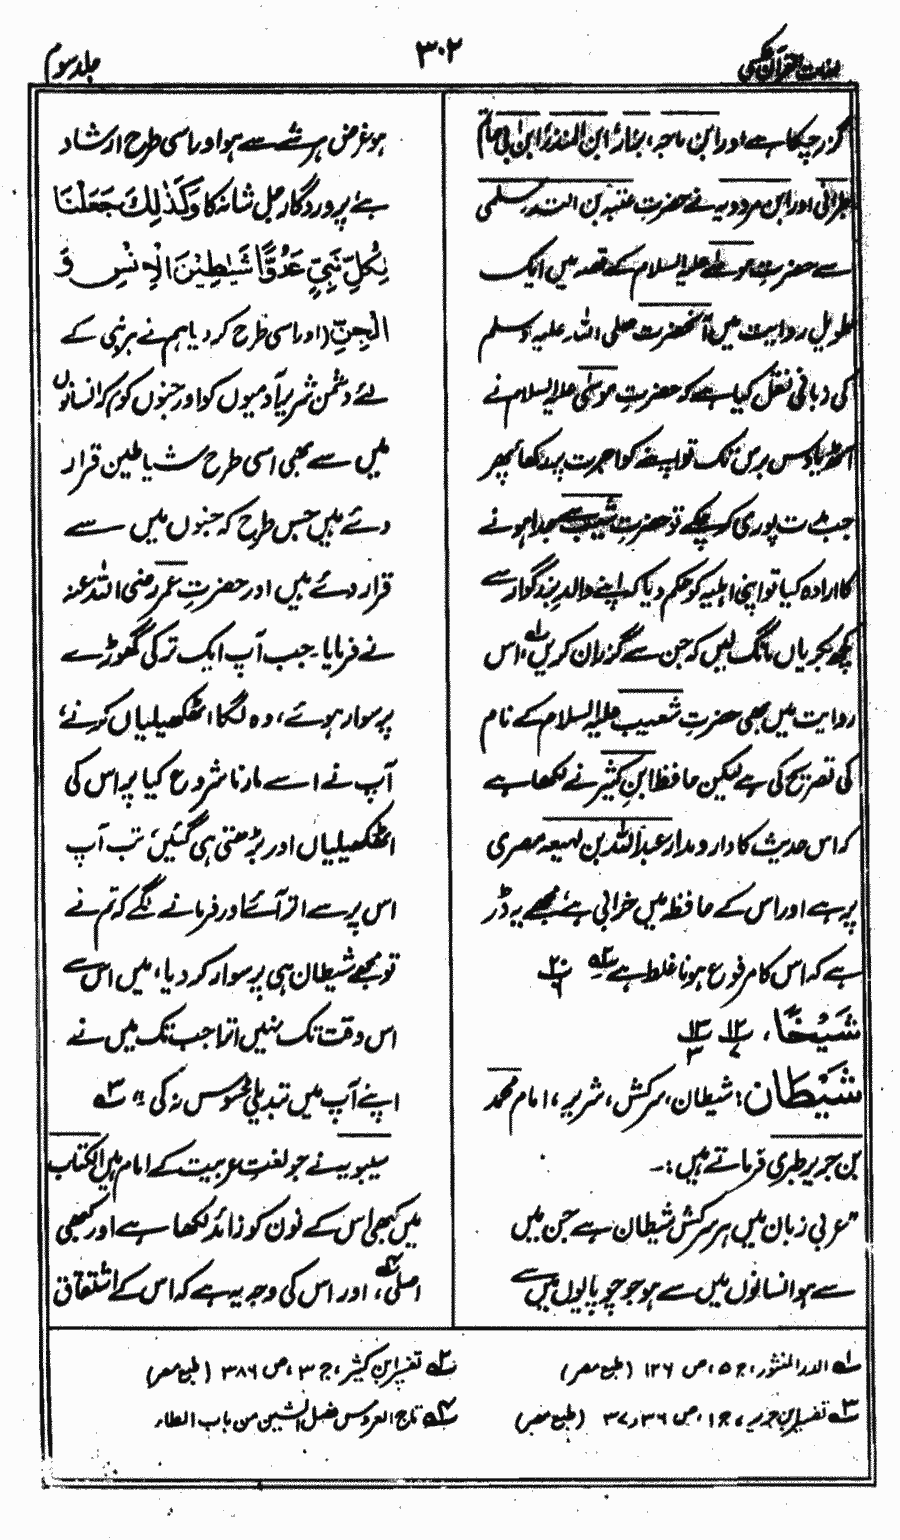 لغات القرآن
۳۰۲
جلد سوم
گزر چکا ہے اور ابن ماجہ، بزار، ابن المنذر، ابن ابی حاتم
طبرانی اور ابن مردویہ نے حضرت عتبہ بن الندر سلمی
سے حضرت موسیٰ علیہ السلام کے قصہ میں ایک
طویل روایت میں آنحضرت صلی اللہ علیہ وسلم
کی زبانی نقل کیا ہے کہ حضرت موسیٰ علیہ السلام نے
آٹھ یا دس برس تک تو اپنے کو اجرت پہ رکھا، پھر
جب مدت پوری کر چکے تو حضرت شعیب سے جدا ہونے
کا ارادہ کیا تو اپنی اہلیہ کو حکم دیا کہ اپنے والد بزرگوار سے
کچھ بکریاں مانگ لیں کہ جن سے گزران کریں لہ، اس
روایت میں بھی حضرت شعیب علیہ السلام کے نام
کی تصریح کی ہے لیکن حافظ ابن کثیر نے لکھا ہے
کہ اس حدیث کا دار و مدار عبداللہ بن لہیعہ مصری
پر ہے اور اس کے حافظہ میں خرابی ہے، مجھے یہ ڈر
ہے کہ اس کا مرفوع ہونا غلط ہے ۲ه ۲۰/۶
شَيْخًا، ۱۲/۷ ۱۲/۳
شَيْطَان: شیطان، سرکش، شریر، امام محمد
بن جریر طبری فرماتے ہیں :۔
"عربی زبان میں ہر سرکش شیطان ہے جن میں
سے ہو انسانوں میں سے ہو جو چوپایوں میں سے
ہو غرض ہر شے سے ہو اور اسی طرح ارشاد
ہے پروردگار جل شانہ کا وَكَذٰلِكَ جَعَلْنَا
لِكُلِّ نَبِيٍّ عَدُوًّا شَيٰطِيْنَ الْاِنْسِ وَ
الْجِنِّ (اور اسی طرح کر دیا ہم نے ہر نبی کے
لئے دشمن شریر آدمیوں کو اور جنوں کو) کہ انسانوں
میں سے بھی اسی طرح شیاطین قرار
دئے ہیں جس طرح کہ جنوں میں سے
قرار دئے ہیں اور حضرت عمر رضی اللہ عنہ
نے فرمایا۔ جب آپ ایک ترکی گھوڑے
پر سوار ہوئے، وہ لگا اٹھکھیلیاں کرنے،
آپ نے اسے مارنا شروع کیا پر اس کی
اٹھکھیلیاں اور بڑھتی ہی گئیں، تب آپ
اس پر سے اتر آئے اور فرمانے لگے کہ تم نے
تو مجھے شیطان ہی پر سوار کر دیا، میں اس سے
اس وقت تک نہیں اترا جب تک میں نے
اپنے آپ میں تبدیلی محسوس نہ کی" ۳ه
سیبویہ نے جو لغت عربیت کے امام ہیں الکتاب
میں کبھی اس کے نون کو زائد لکھا ہے اور کبھی
اصلی ۴ه، اور اس کی وجہ یہ ہے کہ اس کے اشتقاق
۱ه الدر المنثور، ج ۵، ص ۱۲۶ (طبع مصر)
۲ه تفسیر ابن کثیر، ج ۳، ص ۳۸۶ (طبع مصر)
۳ه تفسیر ابن جریر، ج ۱، ص ۳۶ و ۳۷ (طبع مصر)
۴ه تاج العروس فصل الشین من باب الطاء